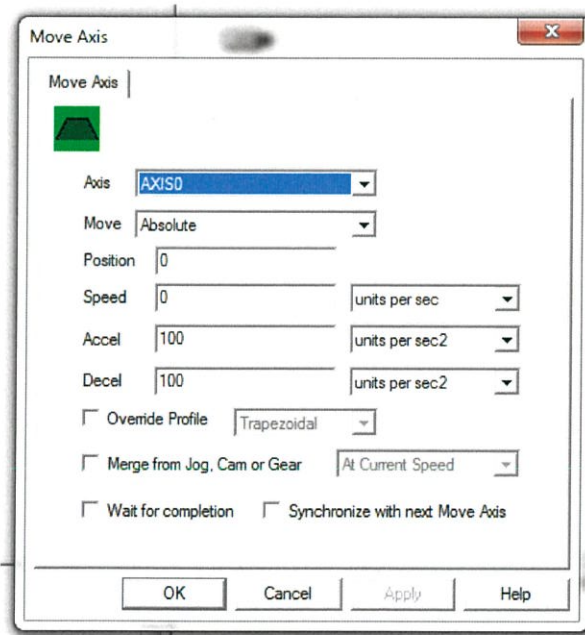 Move Axis
Move Axis
Axis AXIS0
Move Absolute
Position 0
Speed 0 units per sec
Accel 100 units per sec2
Decel 100 units per sec2
Override Profile Trapezoidal
Merge from Jog, Cam or Gear At Current Speed
Wait for completion Synchronize with next Move Axis
OK Cancel Apply Help